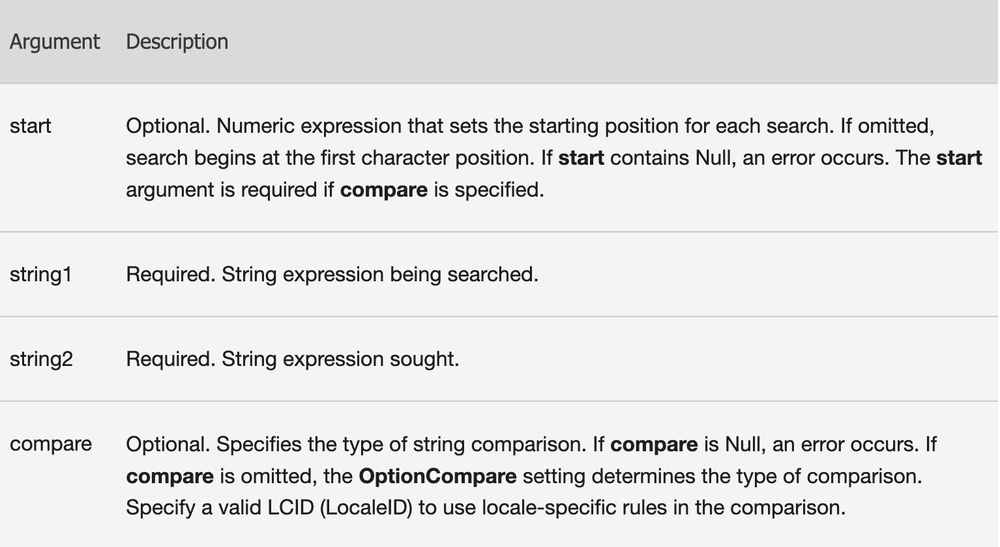 Argument Description
start Optional. Numeric expression that sets the starting position for each search. If omitted,
search begins at the first character position. If start contains Null, an error occurs. The start
argument is required if compare is specified.
string1 Required. String expression being searched.
string2 Required. String expression sought.
compare Optional. Specifies the type of string comparison. If compare is Null, an error occurs. If
compare is omitted, the OptionCompare setting determines the type of comparison.
Specify a valid LCID (LocaleID) to use locale-specific rules in the comparison.